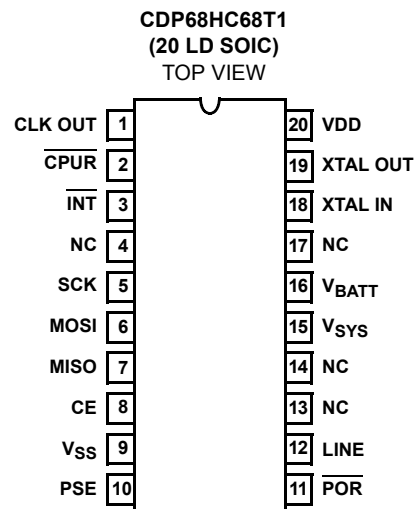 CDP68HC68T1
(20 LD SOIC)
TOP VIEW
CLK OUT 1 20 VDD
CPUR 2 19 XTAL OUT
INT 3 18 XTAL IN
NC 4 17 NC
SCK 5 16 VBATT
MOSI 6 15 VSYS
MISO 7 14 NC
CE 8 13 NC
VSS 9 12 LINE
PSE 10 11 POR